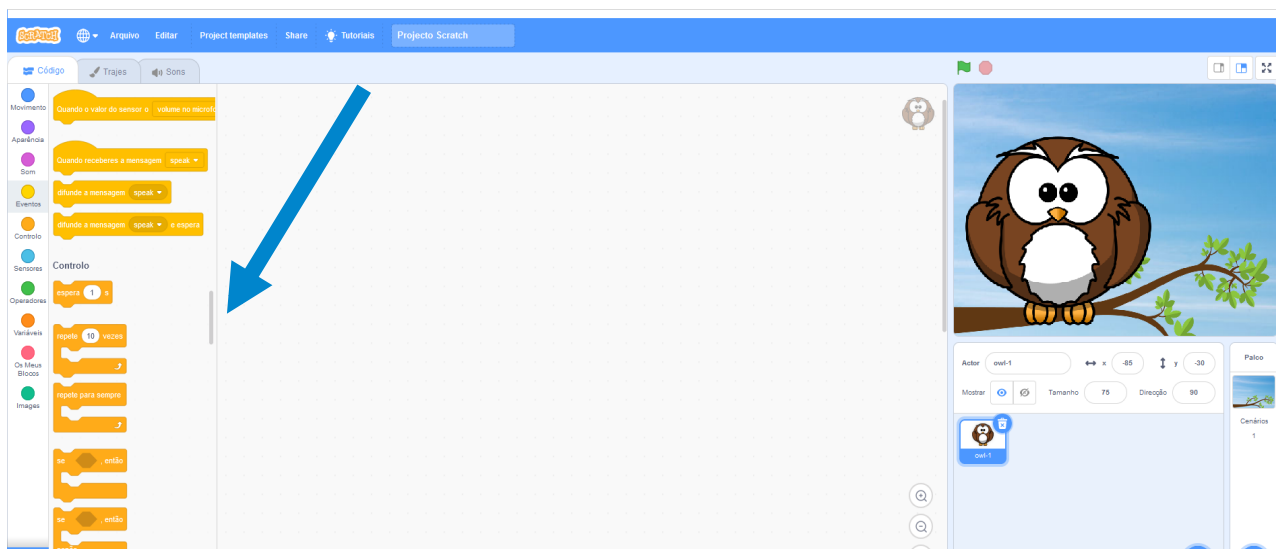 SCRATCH Arquivo Editar Project templates Share Tutoriais Projecto Scratch
Código Trajes Sons
Movimento
Aparência
Som
Eventos
Controlo
Sensores
Operadores
Variáveis
Os Meus
Blocos
Images
Quando o valor do sensor o volume no microfo
Quando receberes a mensagem speak
difunde a mensagem speak
difunde a mensagem speak e espera
Controlo
espera 1 s
repete 10 vezes
repete para sempre
se , então
se , então
Actor owl-1 x -85 y -30
Mostrar Tamanho 75 Direcção 90
owl-1
Palco
Cenários
1